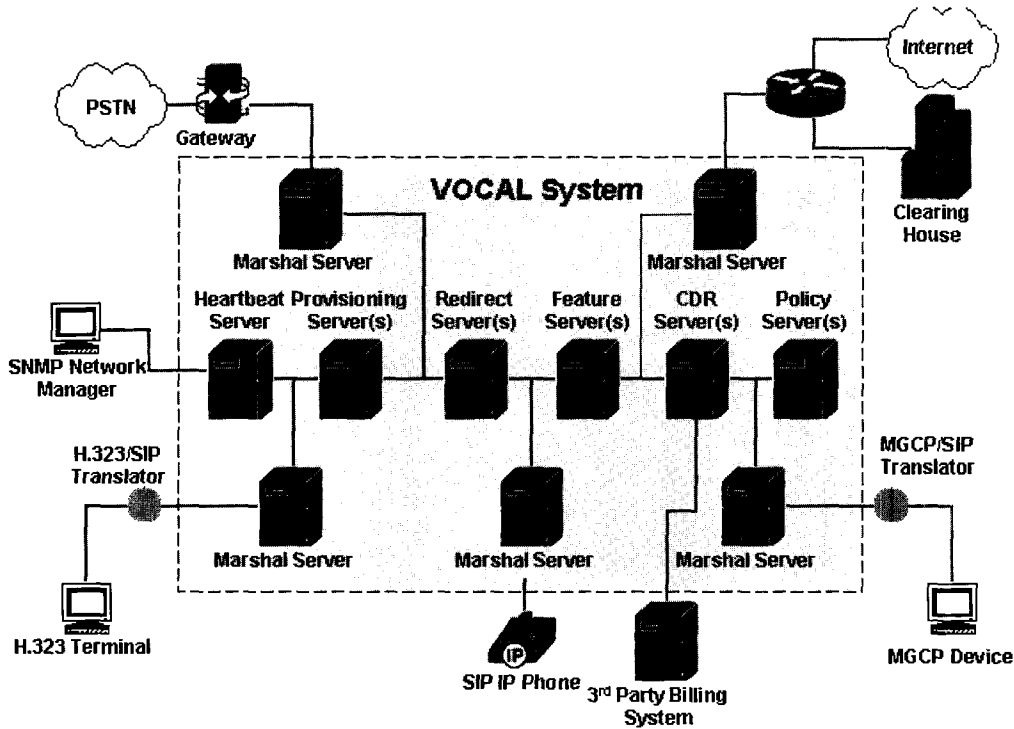 Internet
PSTN
Gateway
Clearing
House
VOCAL System
Marshal Server
Marshal Server
Heartbeat
Server
Provisioning
Server(s)
Redirect
Server(s)
Feature
Server(s)
CDR
Server(s)
Policy
Server(s)
SNMP Network
Manager
H.323/SIP
Translator
MGCP/SIP
Translator
Marshal Server
Marshal Server
Marshal Server
H.323 Terminal
IP
SIP IP Phone
3rd Party Billing
System
MGCP Device